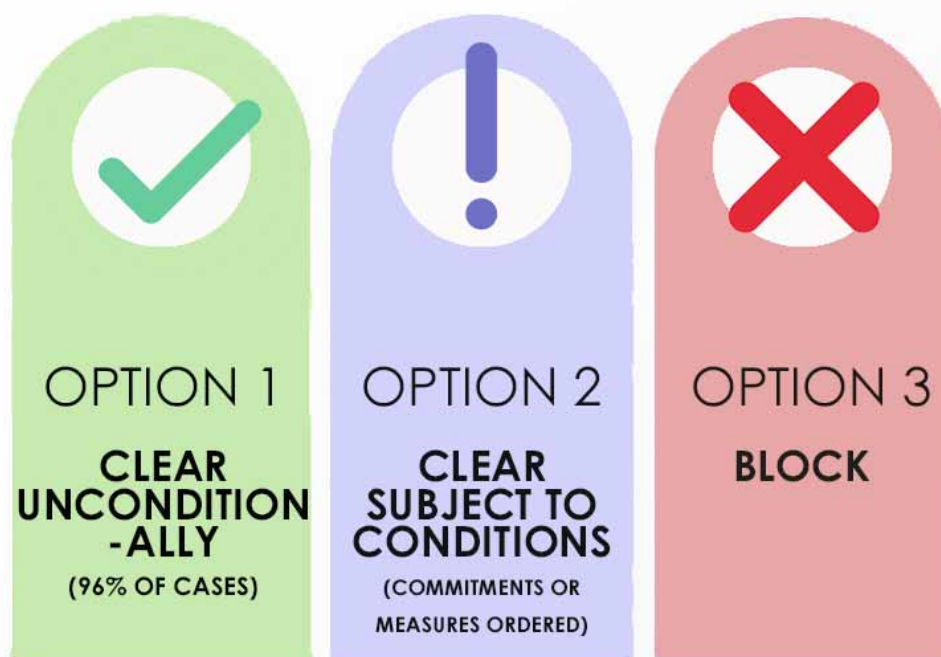 OPTION 1
CLEAR
UNCONDITION
-ALLY
(96% OF CASES)
OPTION 2
CLEAR
SUBJECT TO
CONDITIONS
(COMMITMENTS OR
MEASURES ORDERED)
OPTION 3
BLOCK